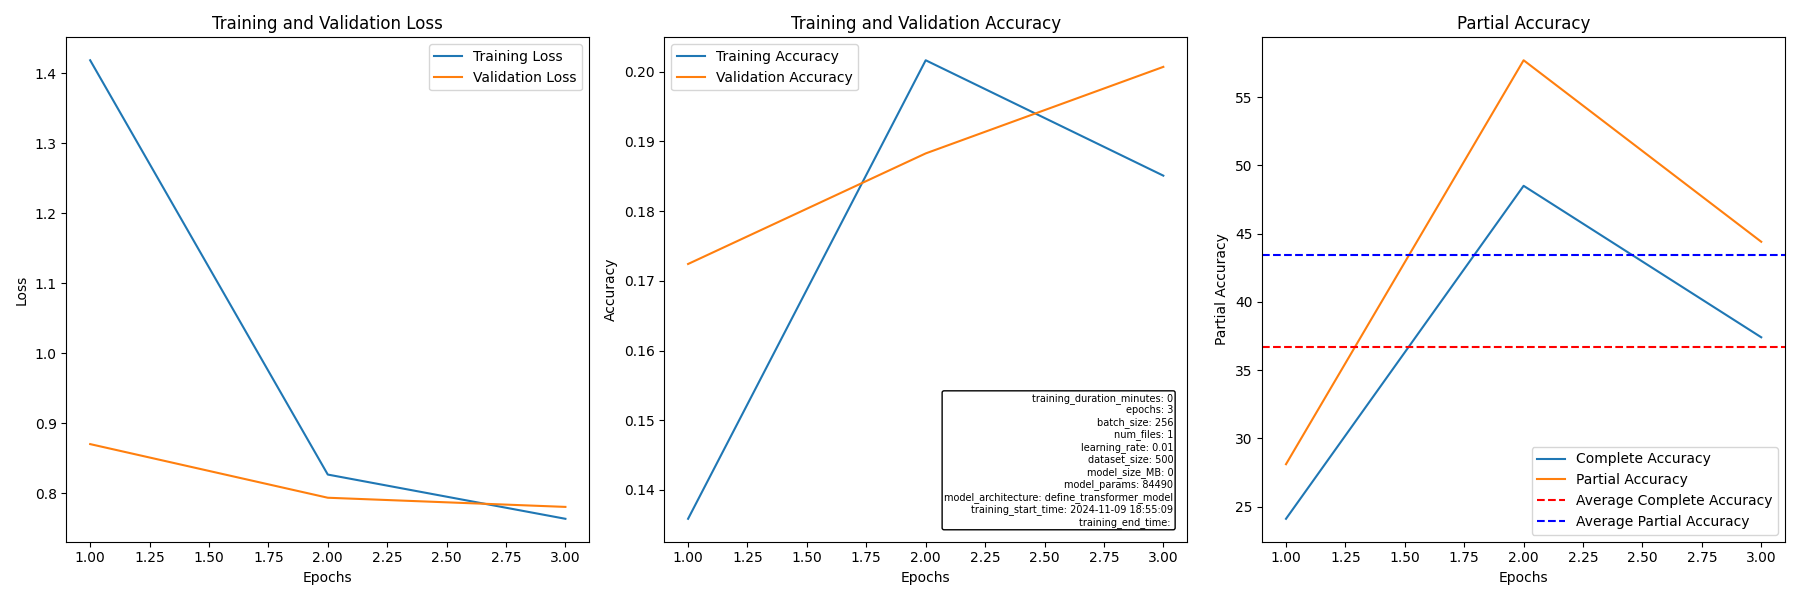 Training and Validation Loss
1.4
1.3
1.2
1.1
1.0
0.9
0.8
Loss
Training Loss
Validation Loss
1.00 1.25 1.50 1.75 2.00 2.25 2.50 2.75 3.00
Epochs
Training and Validation Accuracy
0.20
0.19
0.18
0.17
0.16
0.15
0.14
Accuracy
Training Accuracy
Validation Accuracy
training_duration_minutes: 0
epochs: 3
batch_size: 256
num_files: 1
learning_rate: 0.01
dataset_size: 500
model_size_MB: 0
model_params: 84490
model_architecture: define_transformer_model
training_start_time: 2024-11-09 18:55:09
training_end_time:
1.00 1.25 1.50 1.75 2.00 2.25 2.50 2.75 3.00
Epochs
Partial Accuracy
55
50
45
40
35
30
25
Partial Accuracy
Complete Accuracy
Partial Accuracy
Average Complete Accuracy
Average Partial Accuracy
1.00 1.25 1.50 1.75 2.00 2.25 2.50 2.75 3.00
Epochs